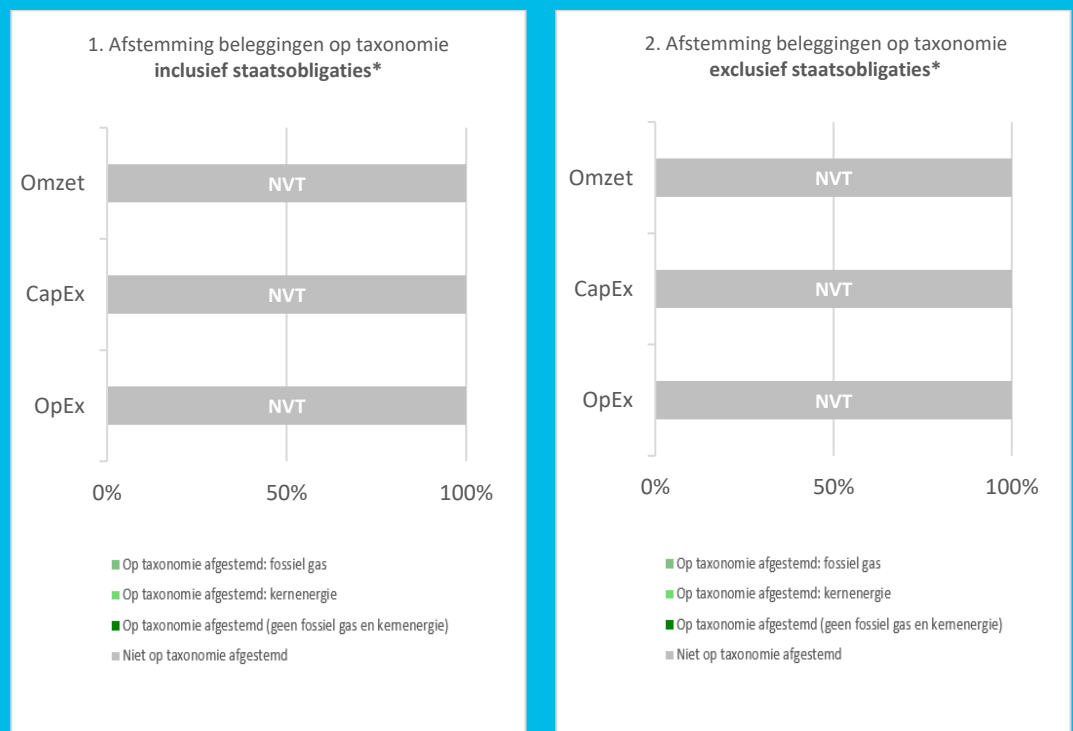 1. Afstemming beleggingen op taxonomie
inclusief staatsobligaties*
Omzet
NVT
CapEx
NVT
OpEx
NVT
0%
50%
100%
Op taxonomie afgestemd: fossiel gas
Op taxonomie afgestemd: kernenergie
Op taxonomie afgestemd (geen fossiel gas en kernenergie)
Niet op taxonomie afgestemd
2. Afstemming beleggingen op taxonomie
exclusief staatsobligaties*
Omzet
NVT
CapEx
NVT
OpEx
NVT
0%
50%
100%
Op taxonomie afgestemd: fossiel gas
Op taxonomie afgestemd: kernenergie
Op taxonomie afgestemd (geen fossiel gas en kernenergie)
Niet op taxonomie afgestemd